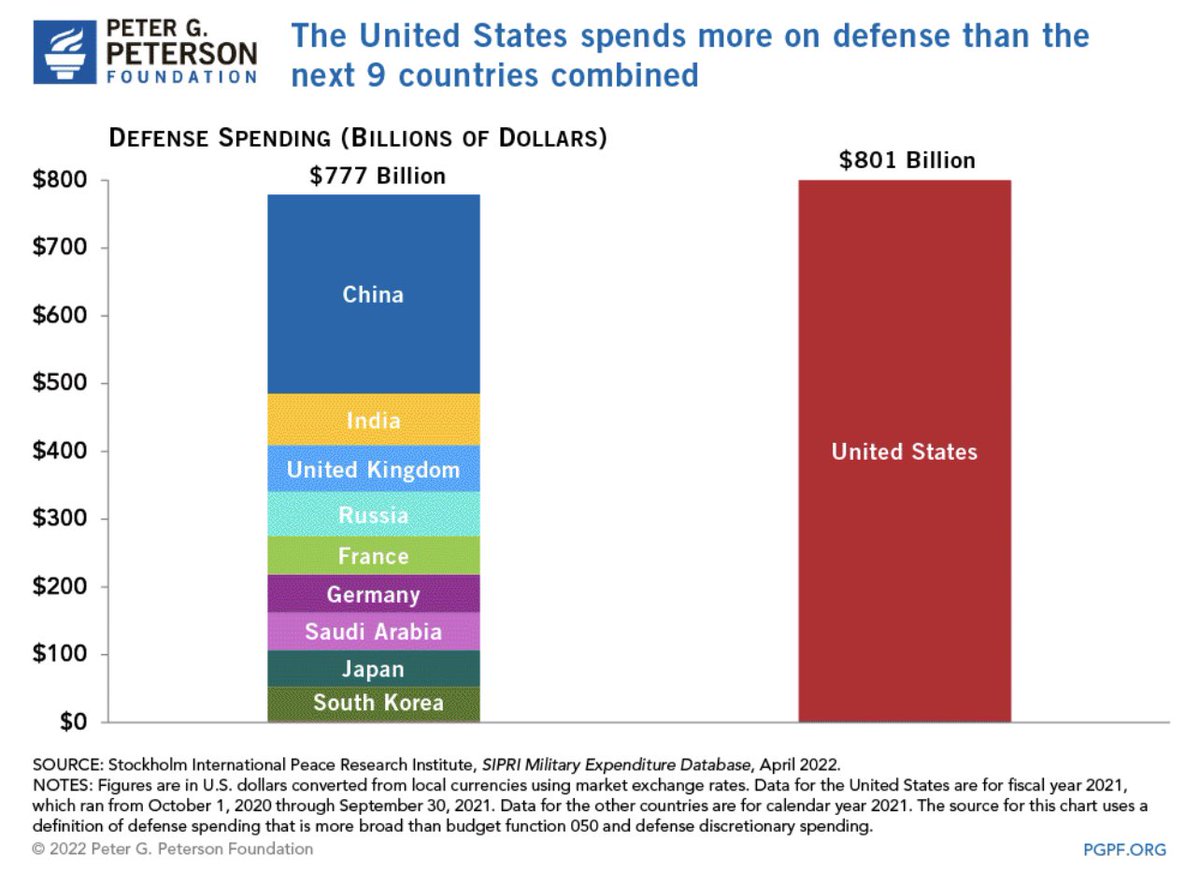 PETER G.
PETERSON
FOUNDATION
The United States spends more on defense than the
next 9 countries combined
DEFENSE SPENDING (BILLIONS OF DOLLARS)
$777 Billion
$801 Billion
$800
$700
$600
$500
$400
$300
$200
$100
$0
China
India
United Kingdom
Russia
France
Germany
Saudi Arabia
Japan
South Korea
United States
SOURCE: Stockholm International Peace Research Institute, SIPRI Military Expenditure Database, April 2022.
NOTES: Figures are in U.S. dollars converted from local currencies using market exchange rates. Data for the United States are for fiscal year 2021,
which ran from October 1, 2020 through September 30, 2021. Data for the other countries are for calendar year 2021. The source for this chart uses a
definition of defense spending that is more broad than budget function 050 and defense discretionary spending.
© 2022 Peter G. Peterson Foundation
PGPF.ORG